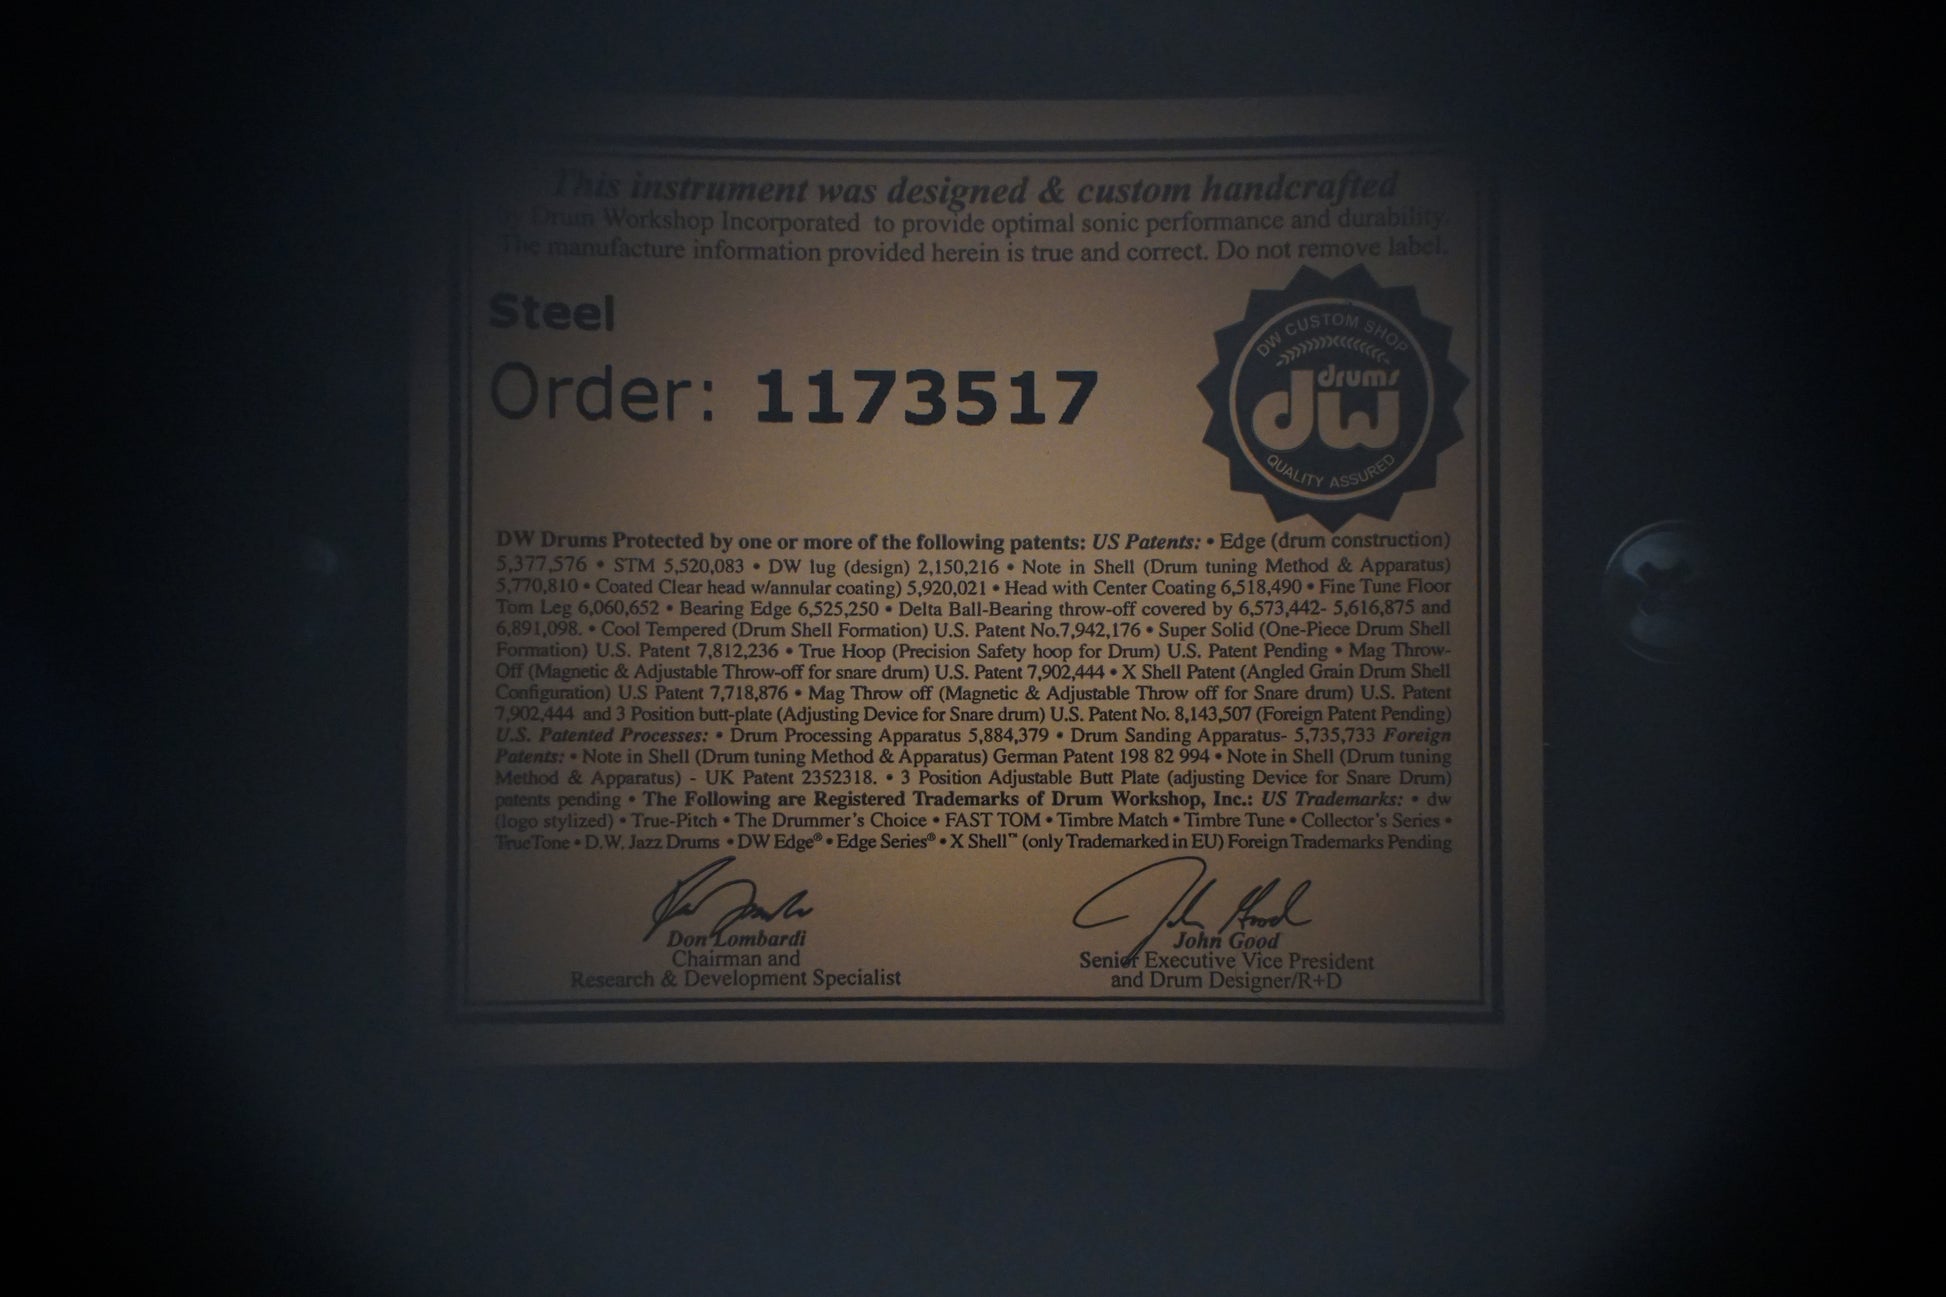 This instrument was designed & custom handcrafted
by Drum Workshop Incorporated to provide optimal sonic performance and durability.
The manufacture information provided herein is true and correct. Do not remove label.
Steel
Order: 1173517
DW CUSTOM SHOP
drums
dw
QUALITY ASSURED
DW Drums Protected by one or more of the following patents: US Patents: • Edge (drum construction)
5,377,576 • STM 5,520,083 • DW lug (design) 2,150,216 • Note in Shell (Drum tuning Method & Apparatus)
5,770,810 • Coated Clear head w/annular coating) 5,920,021 • Head with Center Coating 6,518,490 • Fine Tune Floor
Tom Leg 6,060,652 • Bearing Edge 6,525,250 • Delta Ball-Bearing throw-off covered by 6,573,442- 5,616,875 and
6,891,098. • Cool Tempered (Drum Shell Formation) U.S. Patent No.7,942,176 • Super Solid (One-Piece Drum Shell
Formation) U.S. Patent 7,812,236 • True Hoop (Precision Safety hoop for Drum) U.S. Patent Pending • Mag Throw-
Off (Magnetic & Adjustable Throw-off for snare drum) U.S. Patent 7,902,444 • X Shell Patent (Angled Grain Drum Shell
Configuration) U.S Patent 7,718,876 • Mag Throw off (Magnetic & Adjustable Throw off for Snare drum) U.S. Patent
7,902,444 and 3 Position butt-plate (Adjusting Device for Snare drum) U.S. Patent No. 8,143,507 (Foreign Patent Pending)
U.S. Patented Processes: • Drum Processing Apparatus 5,884,379 • Drum Sanding Apparatus- 5,735,733 Foreign
Patents: • Note in Shell (Drum tuning Method & Apparatus) German Patent 198 82 994 • Note in Shell (Drum tuning
Method & Apparatus) - UK Patent 2352318. • 3 Position Adjustable Butt Plate (adjusting Device for Snare Drum)
patents pending • The Following are Registered Trademarks of Drum Workshop, Inc.: US Trademarks: • dw
(logo stylized) • True-Pitch • The Drummer's Choice • FAST TOM • Timbre Match • Timbre Tune • Collector's Series •
TrueTone • D.W. Jazz Drums • DW Edge® • Edge Series® • X Shell™ (only Trademarked in EU) Foreign Trademarks Pending
Don Lombardi
Chairman and
Research & Development Specialist
John Good
John Good
Senior Executive Vice President
and Drum Designer/R+D